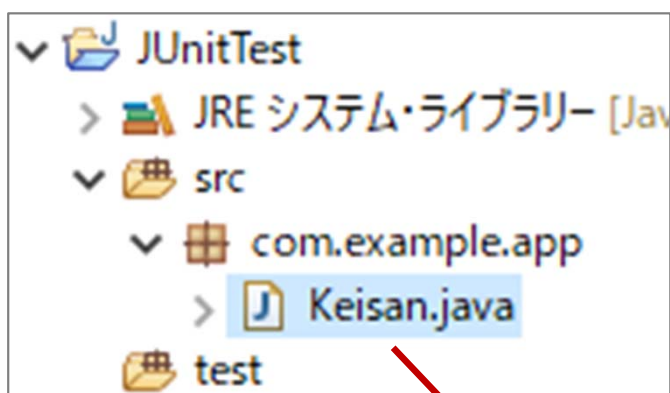 JUnitTest
JRE システム・ライブラリー [Jav
src
com.example.app
Keisan.java
test